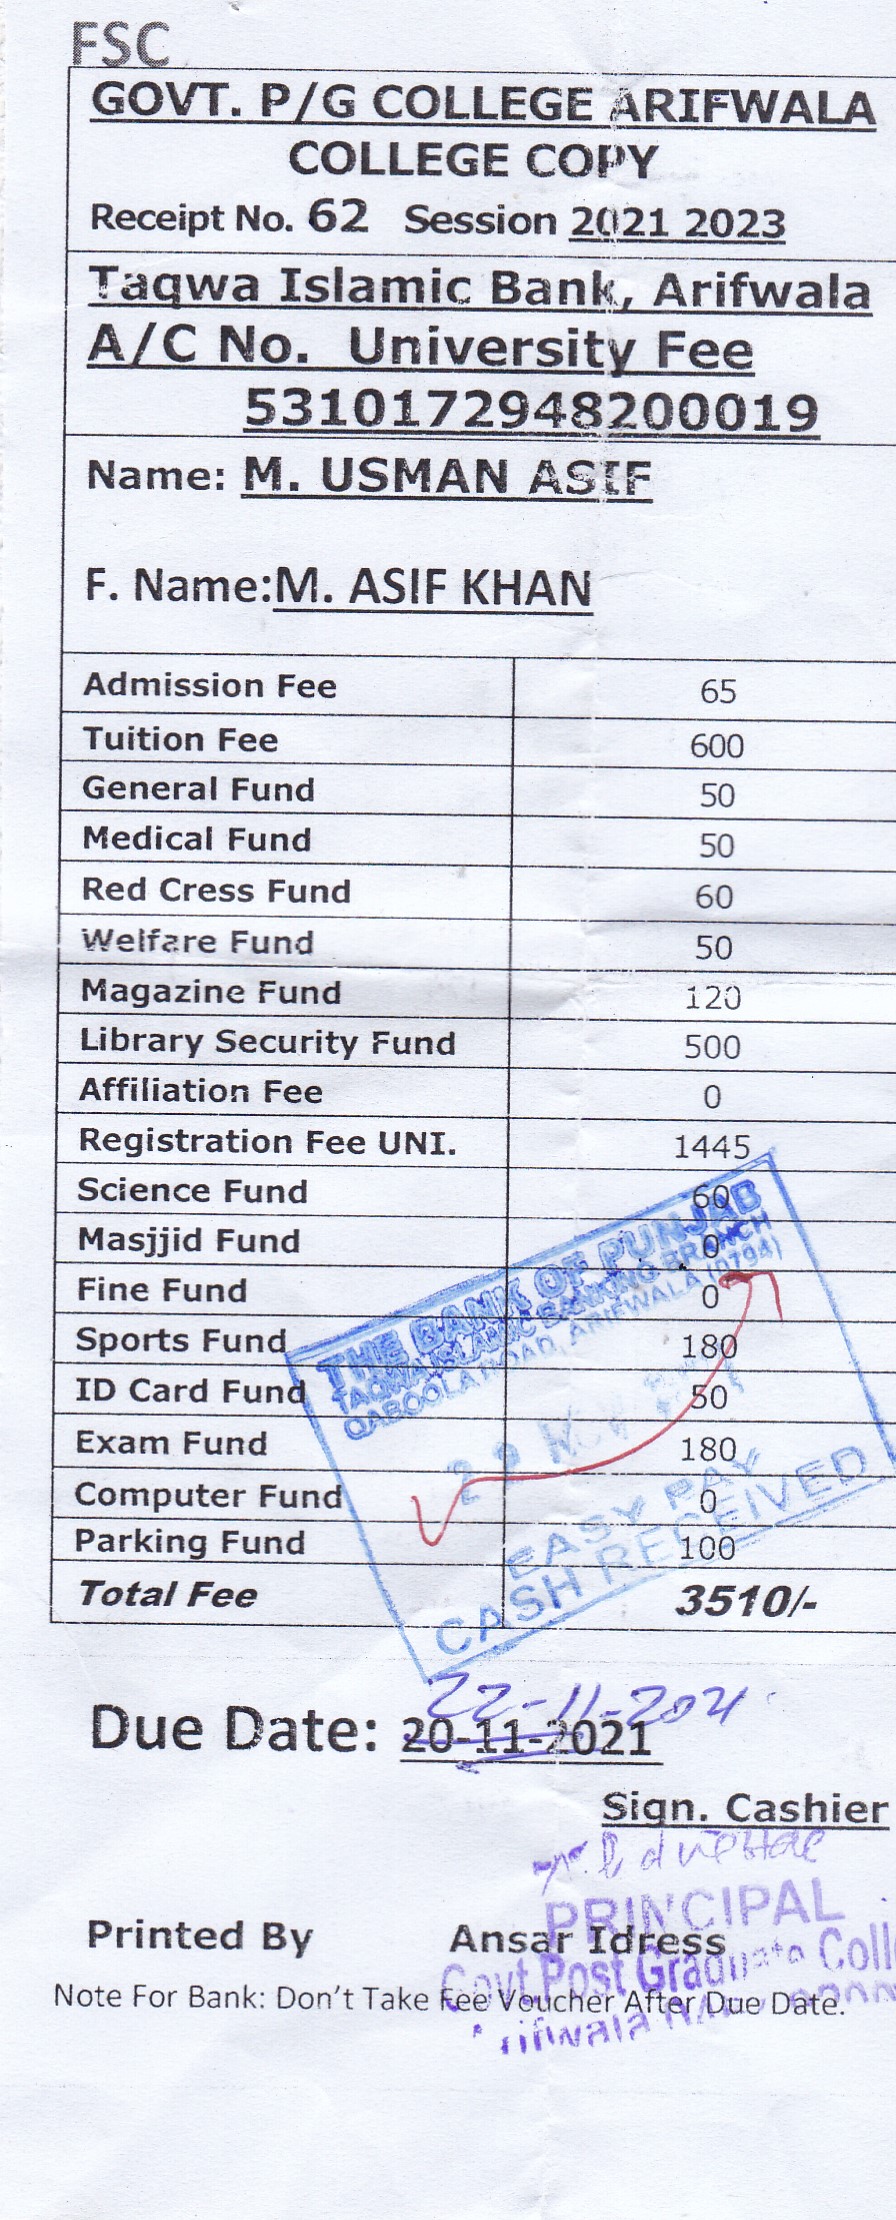 FSC
GOVT. P/G COLLEGE ARIFWALA
COLLEGE COPY
Receipt No. 62 Session 2021 2023
Taqwa Islamic Bank, Arifwala
A/C No. University Fee
5310172948200019
Name: M. USMAN ASIF
F. Name:M. ASIF KHAN
Admission Fee 65
Tuition Fee 600
General Fund 50
Medical Fund 50
Red Cress Fund 60
Welfare Fund 50
Magazine Fund 120
Library Security Fund 500
Affiliation Fee 0
Registration Fee UNI. 1445
Science Fund 60
Masjjid Fund 0
Fine Fund 0
Sports Fund 180
ID Card Fund 50
Exam Fund 180
Computer Fund 0
Parking Fund 100
Total Fee 3510/-
THE BANK OF PUNJAB
TAQWA ISLAMIC BANKING BRANCH
QABOOLA ROAD, ARIFWALA (0794)
22 NOV
EASY PAY
CASH RECEIVED
22-11-2021
Due Date: 20-11-2021
Sign. Cashier
PRINCIPAL
Printed By Ansar Idress
Govt.Post Graduate Coll
Note For Bank: Don't Take Fee Voucher After Due Date.